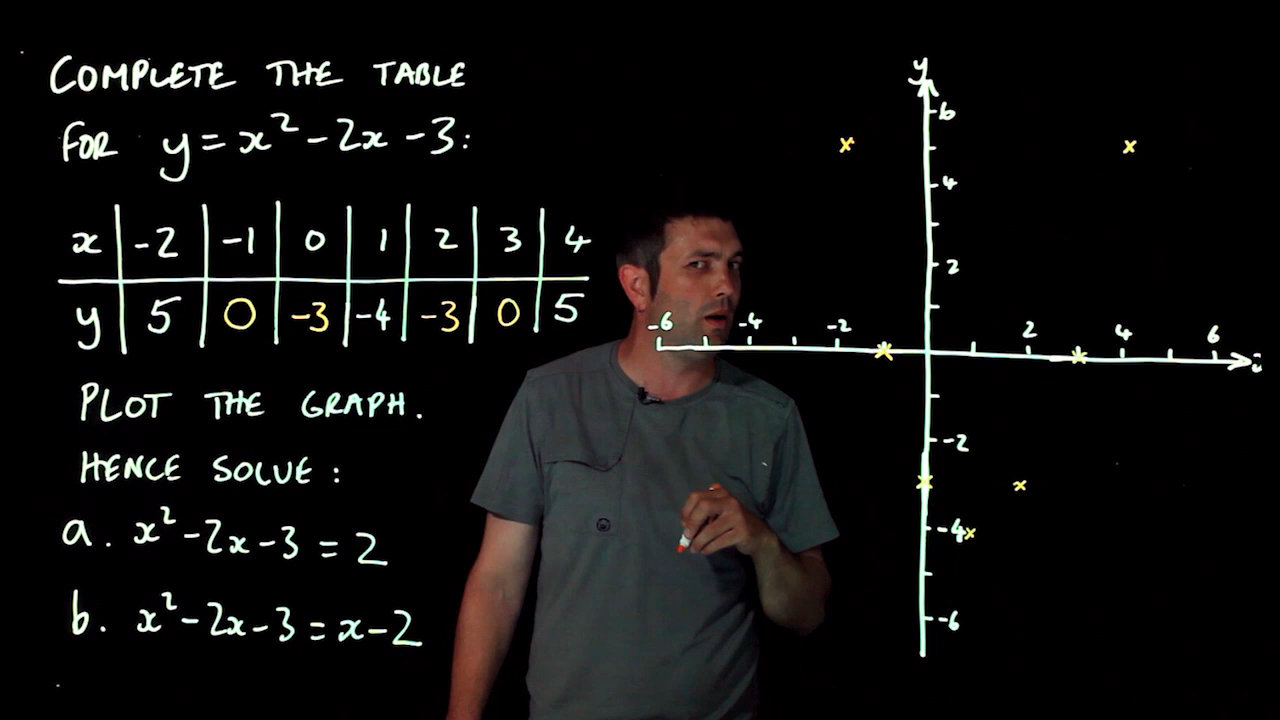 COMPLETE THE TABLE
FOR y = x² - 2x - 3:
x | -2 | -1 | 0 | 1 | 2 | 3 | 4
y | 5 | 0 | -3 | -4 | -3 | 0 | 5
PLOT THE GRAPH.
HENCE SOLVE:
a. x² - 2x - 3 = 2
b. x² - 2x - 3 = x - 2
y
6
4
2
-6 -4 -2 2 4 6
-2
-4
-6